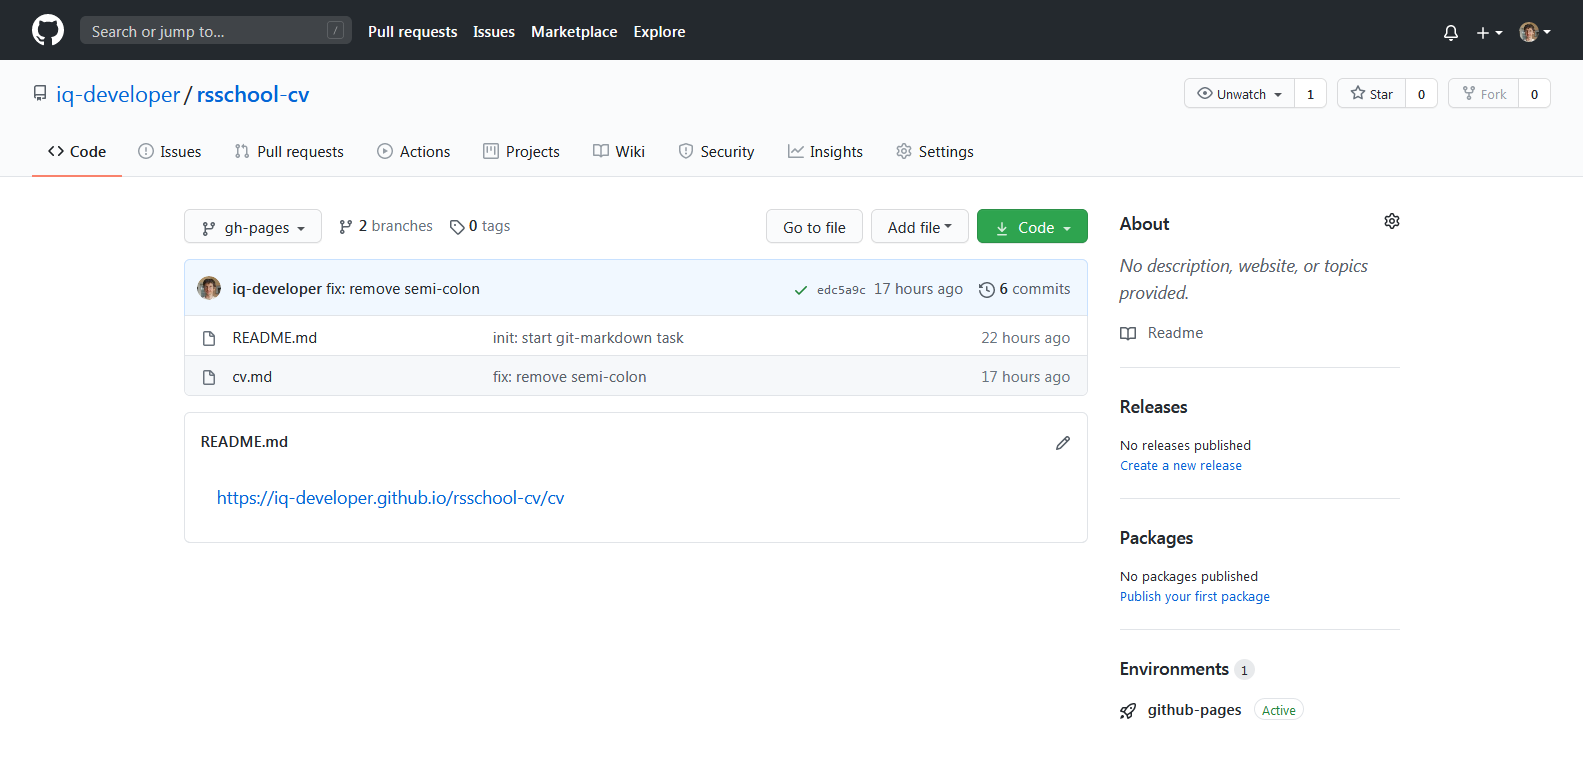 Search or jump to... / Pull requests Issues Marketplace Explore
iq-developer / rsschool-cv Unwatch 1 Star 0 Fork 0
Code Issues Pull requests Actions Projects Wiki Security Insights Settings
gh-pages 2 branches 0 tags Go to file Add file Code
iq-developer fix: remove semi-colon edc5a9c 17 hours ago 6 commits
README.md init: start git-markdown task 22 hours ago
cv.md fix: remove semi-colon 17 hours ago
README.md
https://iq-developer.github.io/rsschool-cv/cv
About
No description, website, or topics
provided.
Readme
Releases
No releases published
Create a new release
Packages
No packages published
Publish your first package
Environments 1
github-pages Active